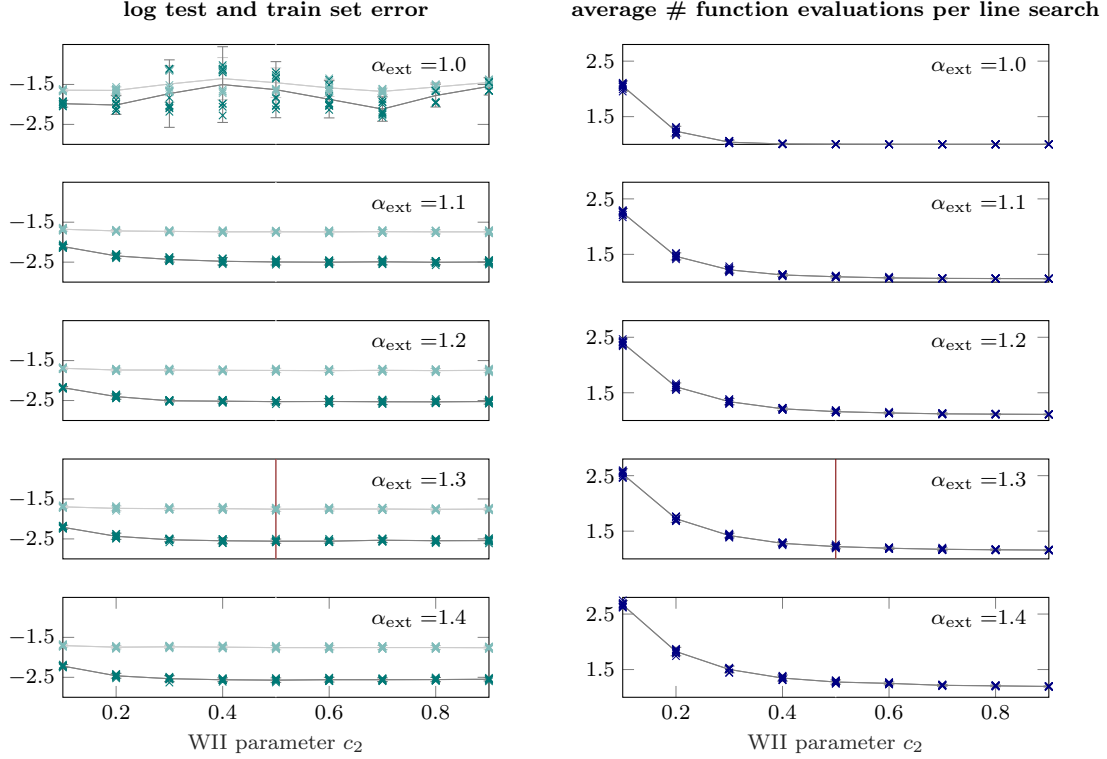 log test and train set error
average # function evaluations per line search
α_ext =1.0
−1.5
−2.5
α_ext =1.0
2.5
1.5
α_ext =1.1
−1.5
−2.5
α_ext =1.1
2.5
1.5
α_ext =1.2
−1.5
−2.5
α_ext =1.2
2.5
1.5
α_ext =1.3
−1.5
−2.5
α_ext =1.3
2.5
1.5
α_ext =1.4
−1.5
−2.5
0.2 0.4 0.6 0.8
WII parameter c₂
α_ext =1.4
2.5
1.5
0.2 0.4 0.6 0.8
WII parameter c₂